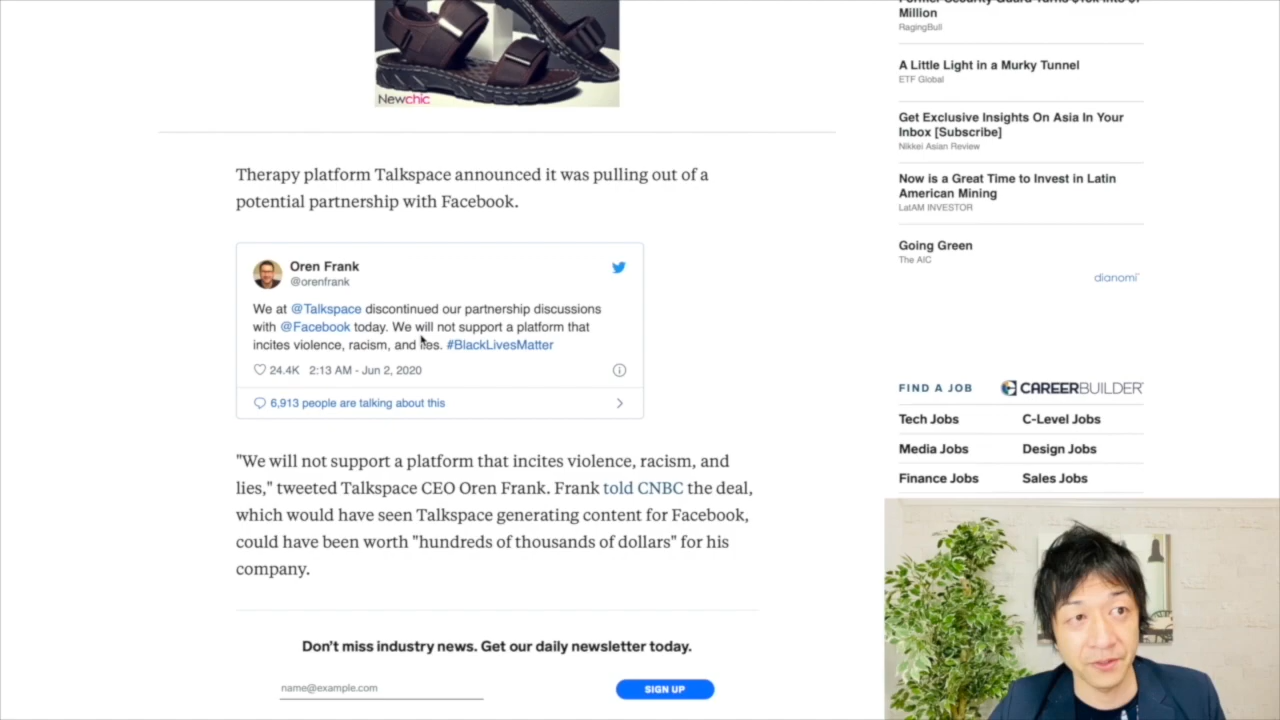 Newchic
Therapy platform Talkspace announced it was pulling out of a
potential partnership with Facebook.
Oren Frank
@orenfrank
We at @Talkspace discontinued our partnership discussions
with @Facebook today. We will not support a platform that
incites violence, racism, and lies. #BlackLivesMatter
24.4K 2:13 AM - Jun 2, 2020
6,913 people are talking about this
"We will not support a platform that incites violence, racism, and
lies," tweeted Talkspace CEO Oren Frank. Frank told CNBC the deal,
which would have seen Talkspace generating content for Facebook,
could have been worth "hundreds of thousands of dollars" for his
company.
Don't miss industry news. Get our daily newsletter today.
name@example.com
SIGN UP
Million
RagingBull
A Little Light in a Murky Tunnel
ETF Global
Get Exclusive Insights On Asia In Your
Inbox [Subscribe]
Nikkei Asian Review
Now is a Great Time to Invest in Latin
American Mining
LatAM INVESTOR
Going Green
The AIC
dianomi
FIND A JOB CAREERBUILDER
Tech Jobs C-Level Jobs
Media Jobs Design Jobs
Finance Jobs Sales Jobs